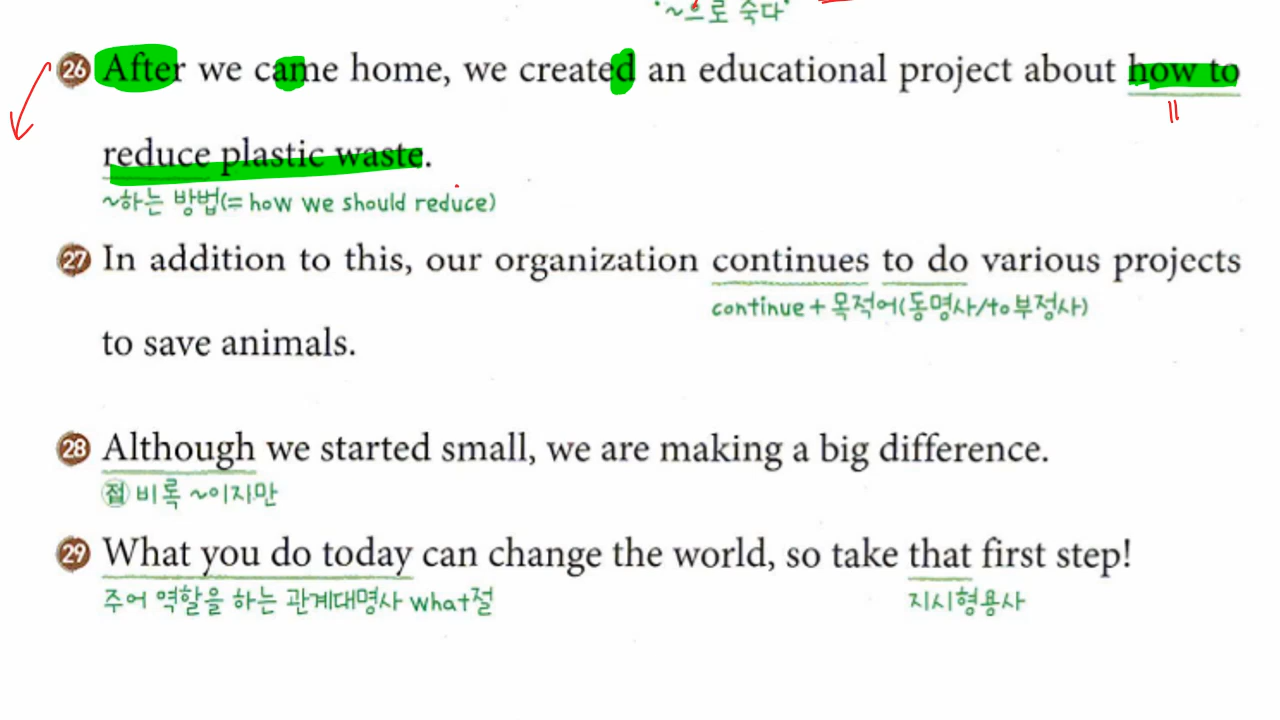 '~으로 죽다'
26 After we came home, we created an educational project about how to
reduce plastic waste.
~하는 방법(= how we should reduce)
27 In addition to this, our organization continues to do various projects
continue + 목적어(동명사/to부정사)
to save animals.
28 Although we started small, we are making a big difference.
접 비록 ~이지만
29 What you do today can change the world, so take that first step!
주어 역할을 하는 관계대명사 what절 지시형용사